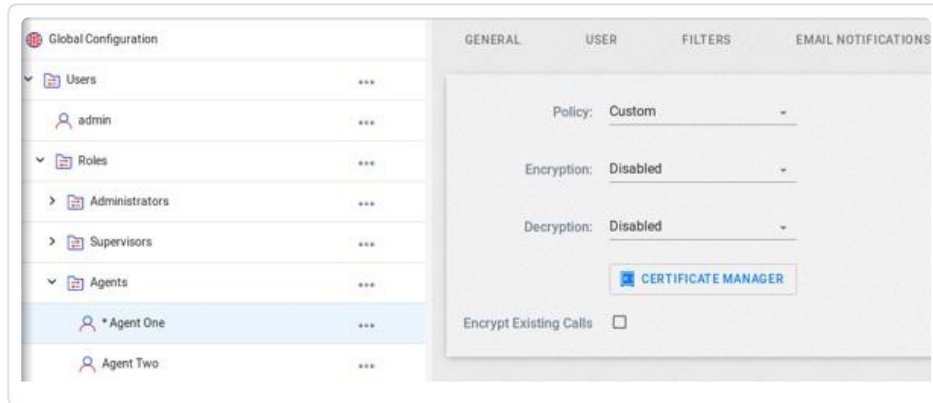 Global Configuration
GENERAL USER FILTERS EMAIL NOTIFICATIONS
Users
admin
Roles
Administrators
Supervisors
Agents
* Agent One
Agent Two
Policy: Custom
Encryption: Disabled
Decryption: Disabled
CERTIFICATE MANAGER
Encrypt Existing Calls